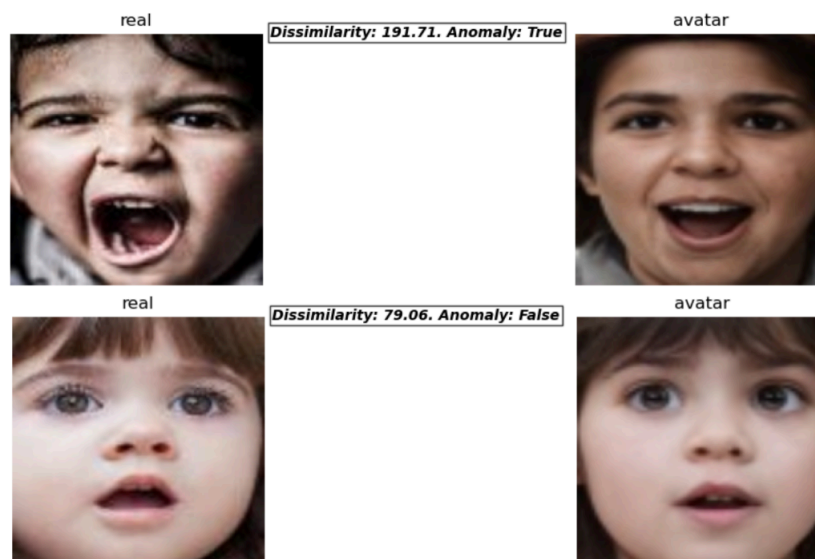 real
Dissimilarity: 191.71. Anomaly: True
avatar
real
Dissimilarity: 79.06. Anomaly: False
avatar